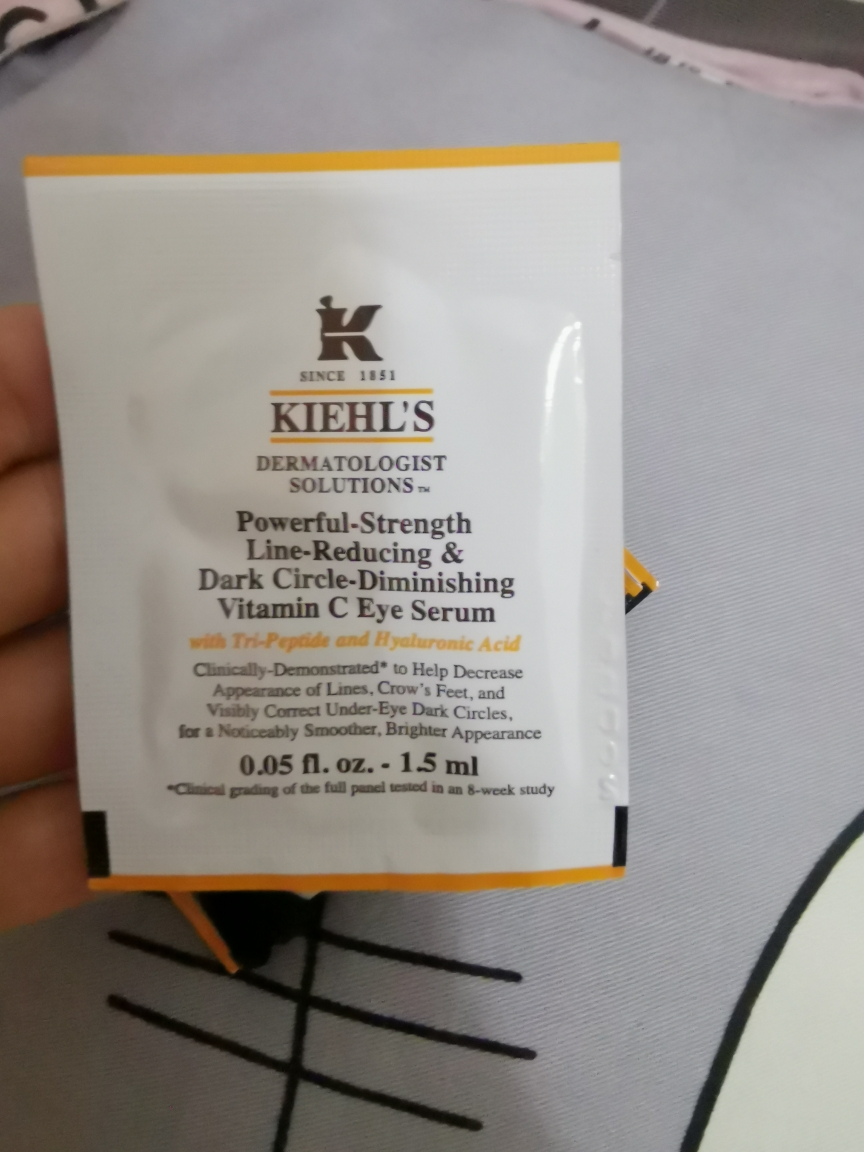 K
SINCE 1851
KIEHL'S
DERMATOLOGIST
SOLUTIONS™
Powerful-Strength
Line-Reducing &
Dark Circle-Diminishing
Vitamin C Eye Serum
with Tri-Peptide and Hyaluronic Acid
Clinically-Demonstrated* to Help Decrease
Appearance of Lines, Crow's Feet, and
Visibly Correct Under-Eye Dark Circles,
for a Noticeably Smoother, Brighter Appearance
0.05 fl. oz. - 1.5 ml
*Clinical grading of the full panel tested in an 8-week study